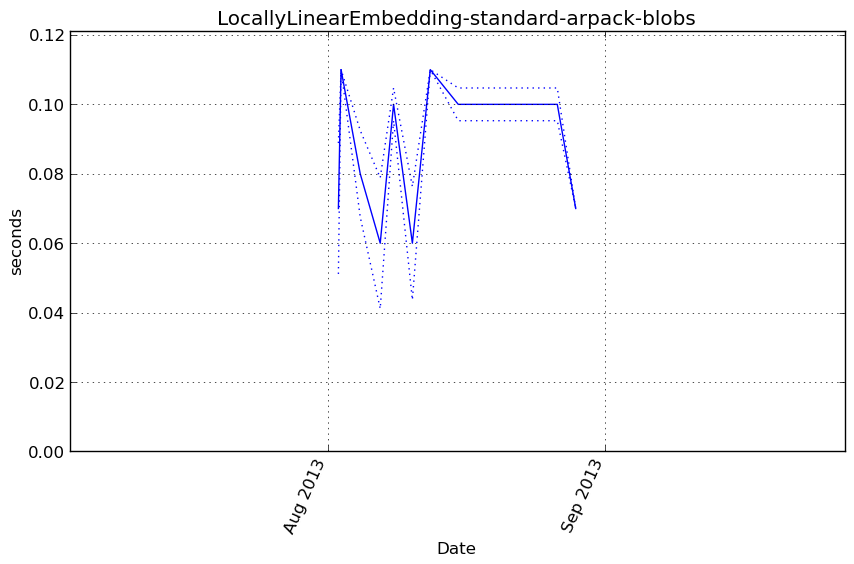 LocallyLinearEmbedding-standard-arpack-blobs
0.12
0.10
0.08
0.06
0.04
0.02
0.00
seconds
Aug 2013
Sep 2013
Date